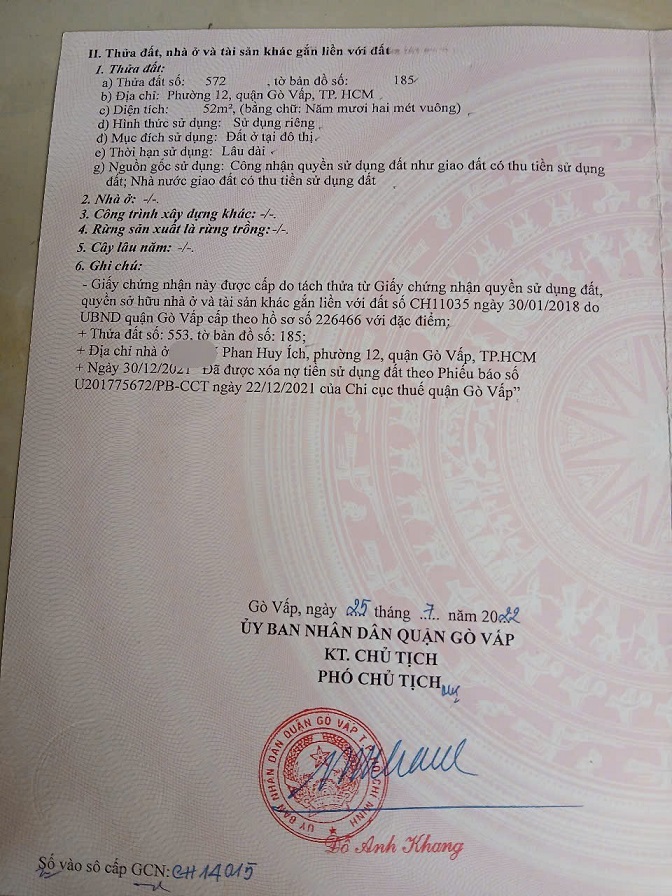 II. Thửa đất, nhà ở và tài sản khác gắn liền với đất
1. Thửa đất:
a) Thửa đất số: 572 , tờ bản đồ số: 185
b) Địa chỉ: Phường 12, quận Gò Vấp, TP. HCM
c) Diện tích: 52m², (bằng chữ: Năm mươi hai mét vuông)
d) Hình thức sử dụng: Sử dụng riêng
đ) Mục đích sử dụng: Đất ở tại đô thị
e) Thời hạn sử dụng: Lâu dài
g) Nguồn gốc sử dụng: Công nhận quyền sử dụng đất như giao đất có thu tiền sử dụng
đất; Nhà nước giao đất có thu tiền sử dụng đất
2. Nhà ở: -/-.
3. Công trình xây dựng khác: -/-.
4. Rừng sản xuất là rừng trồng: -/-.
5. Cây lâu năm: -/-.
6. Ghi chú:
- Giấy chứng nhận này được cấp do tách thửa từ Giấy chứng nhận quyền sử dụng đất,
quyền sở hữu nhà ở và tài sản khác gắn liền với đất số CH11035 ngày 30/01/2018 do
UBND quận Gò Vấp cấp theo hồ sơ số 226466 với đặc điểm;
+ Thửa đất số: 553, tờ bản đồ số: 185;
+ Địa chỉ nhà ở Phan Huy Ích, phường 12, quận Gò Vấp, TP.HCM
+ Ngày 30/12/2021 Đã được xóa nợ tiền sử dụng đất theo Phiếu báo số
U201775672/PB-CCT ngày 22/12/2021 của Chi cục thuế quận Gò Vấp”
Gò Vấp, ngày 25 tháng 7 năm 2022
ỦY BAN NHÂN DÂN QUẬN GÒ VẤP
KT. CHỦ TỊCH
PHÓ CHỦ TỊCH
ỦY BAN NHÂN DÂN QUẬN GÒ VẤP T CHÍ MINH
Đỗ Anh Khang
Số vào sổ cấp GCN: CH14015